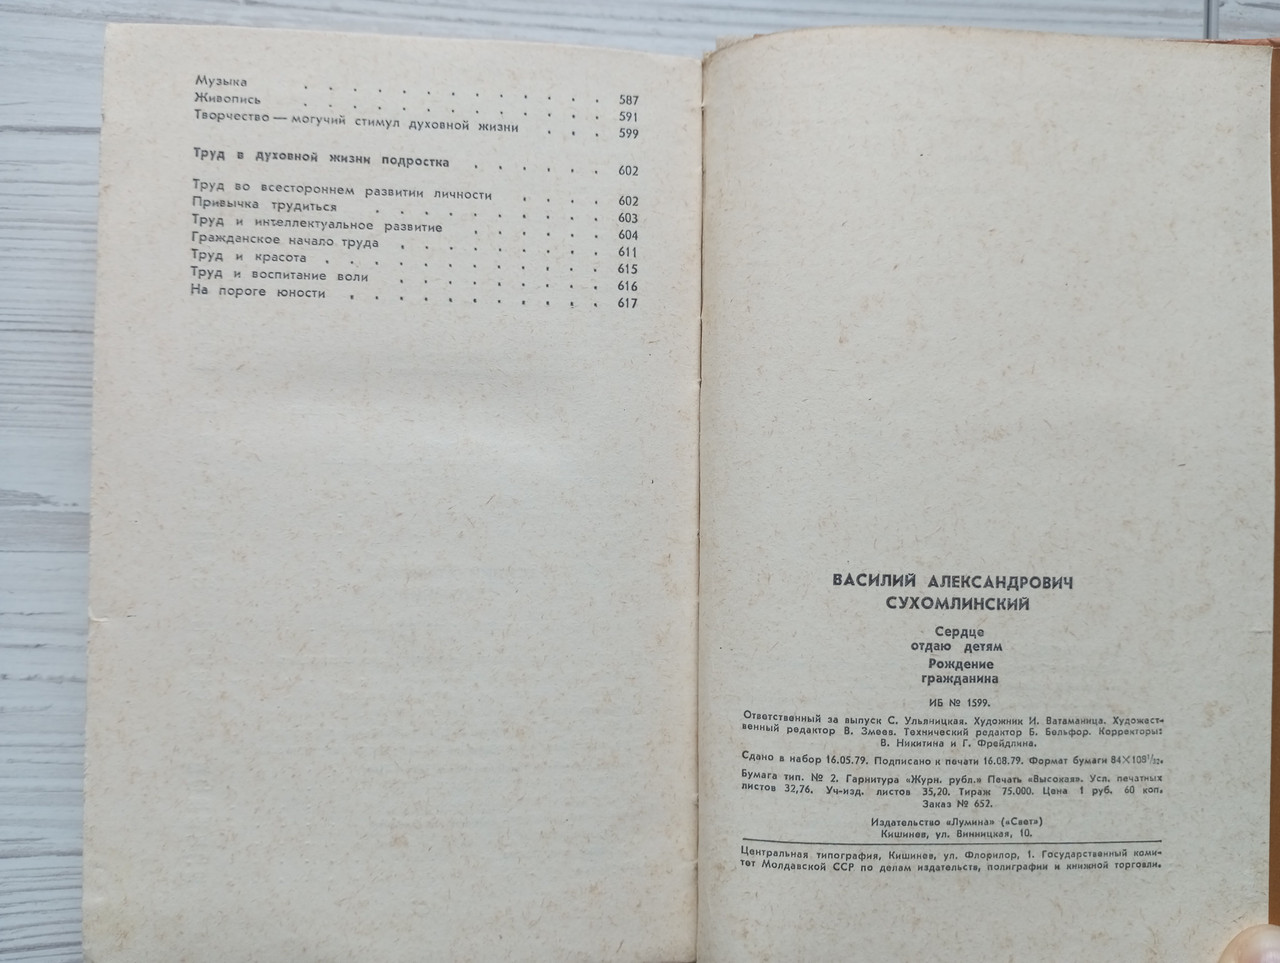 Музыка . . . . . . . . . . . . . 587
Живопись . . . . . . . . . . . . . 591
Творчество — могучий стимул духовной жизни . . . 599
Труд в духовной жизни подростка . . . . . . 602
Труд во всестороннем развитии личности . . . . 602
Привычка трудиться . . . . . . . . . . 603
Труд и интеллектуальное развитие . . . . . . 604
Гражданское начало труда . . . . . . . . . 611
Труд и красота . . . . . . . . . . . . 615
Труд и воспитание воли . . . . . . . . . 616
На пороге юности . . . . . . . . . . . 617
ВАСИЛИЙ АЛЕКСАНДРОВИЧ
СУХОМЛИНСКИЙ
Сердце
отдаю детям
Рождение
гражданина
ИБ № 1599.
Ответственный за выпуск С. Ульяницкая. Художник И. Ватаманица. Художест-
венный редактор В. Змеев. Технический редактор Б. Бельфор. Корректоры:
В. Никитина и Г. Фрейдлина.
Сдано в набор 16.05.79. Подписано к печати 16.08.79. Формат бумаги 84×108¹/₃₂.
Бумага тип. № 2. Гарнитура «Журн. рубл.» Печать «Высокая». Усл. печатных
листов 32,76. Уч-изд. листов 35,20. Тираж 75.000. Цена 1 руб. 60 коп.
Заказ № 652.
Издательство «Лумина» («Свет»)
Кишинев, ул. Винницкая, 10.
Центральная типография, Кишинев, ул. Флорилор, 1. Государственный коми-
тет Молдавской ССР по делам издательств, полиграфии и книжной торговли.